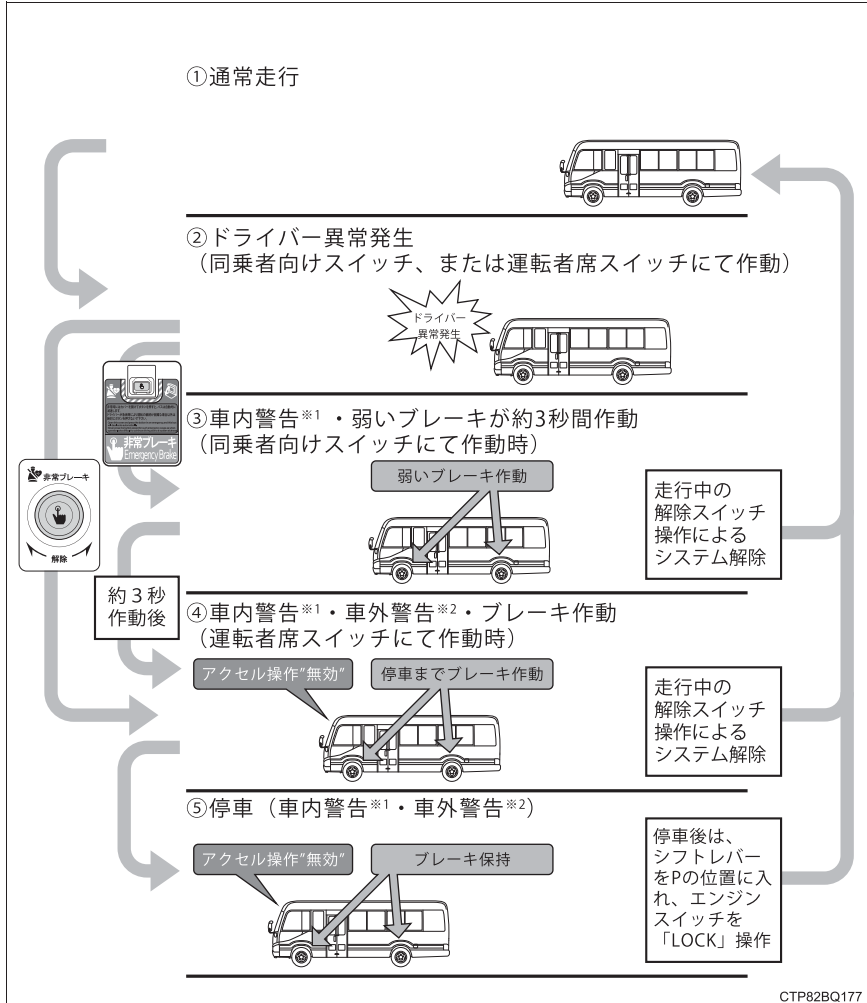 ①通常走行
②ドライバー異常発生
（同乗者向けスイッチ、または運転者席スイッチにて作動）
ドライバー
異常発生
非常ブレーキ
Emergency Brake
③車内警告※1・弱いブレーキが約3秒間作動
（同乗者向けスイッチにて作動時）
弱いブレーキ作動
走行中の
解除スイッチ
操作による
システム解除
非常ブレーキ
解除
約３秒
作動後
④車内警告※1・車外警告※2・ブレーキ作動
（運転者席スイッチにて作動時）
アクセル操作"無効"
停車までブレーキ作動
走行中の
解除スイッチ
操作による
システム解除
⑤停車（車内警告※1・車外警告※2）
アクセル操作"無効"
ブレーキ保持
停車後は、
シフトレバー
をPの位置に入
れ、エンジン
スイッチを
「LOCK」操作
CTP82BQ177